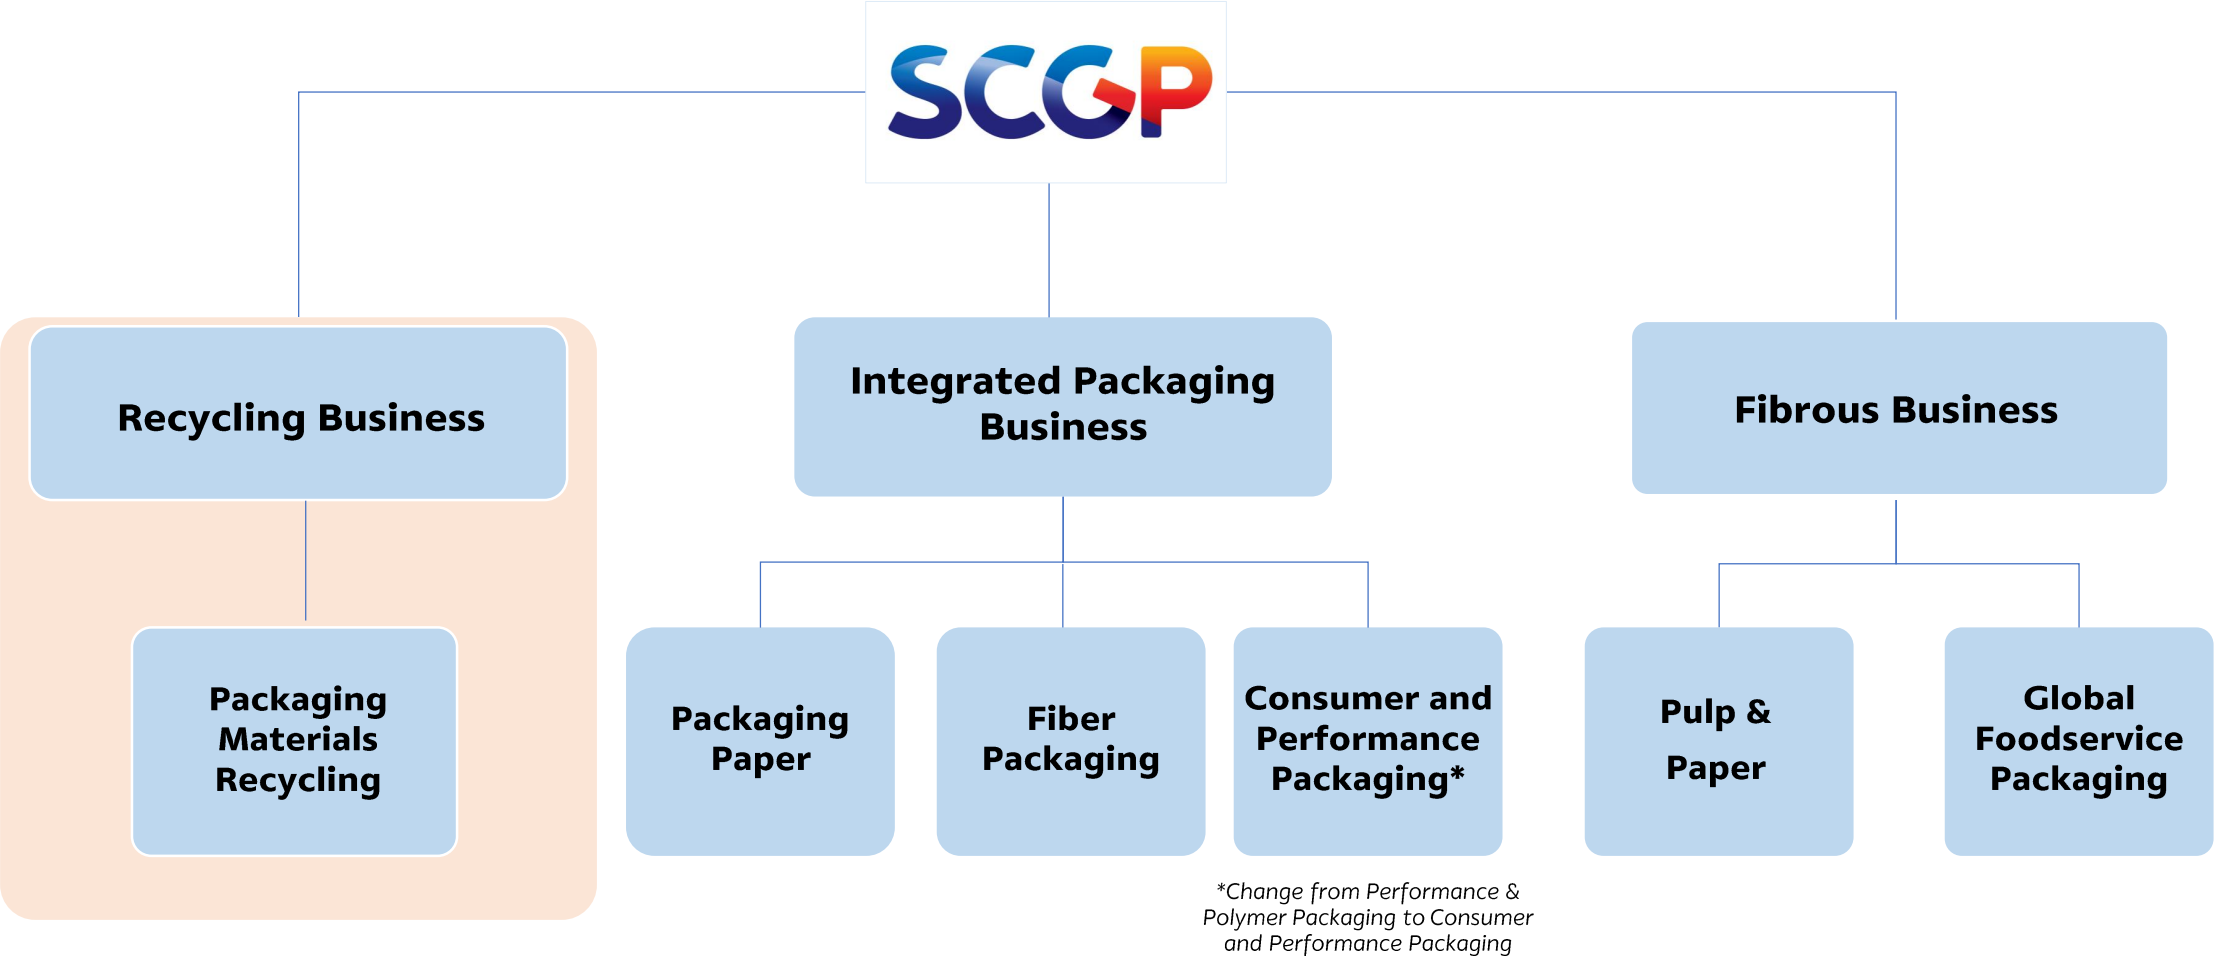 SCGP
Recycling Business
Integrated Packaging
Business
Fibrous Business
Packaging
Materials
Recycling
Packaging
Paper
Fiber
Packaging
Consumer and
Performance
Packaging*
Pulp &
Paper
Global
Foodservice
Packaging
*Change from Performance &
Polymer Packaging to Consumer
and Performance Packaging